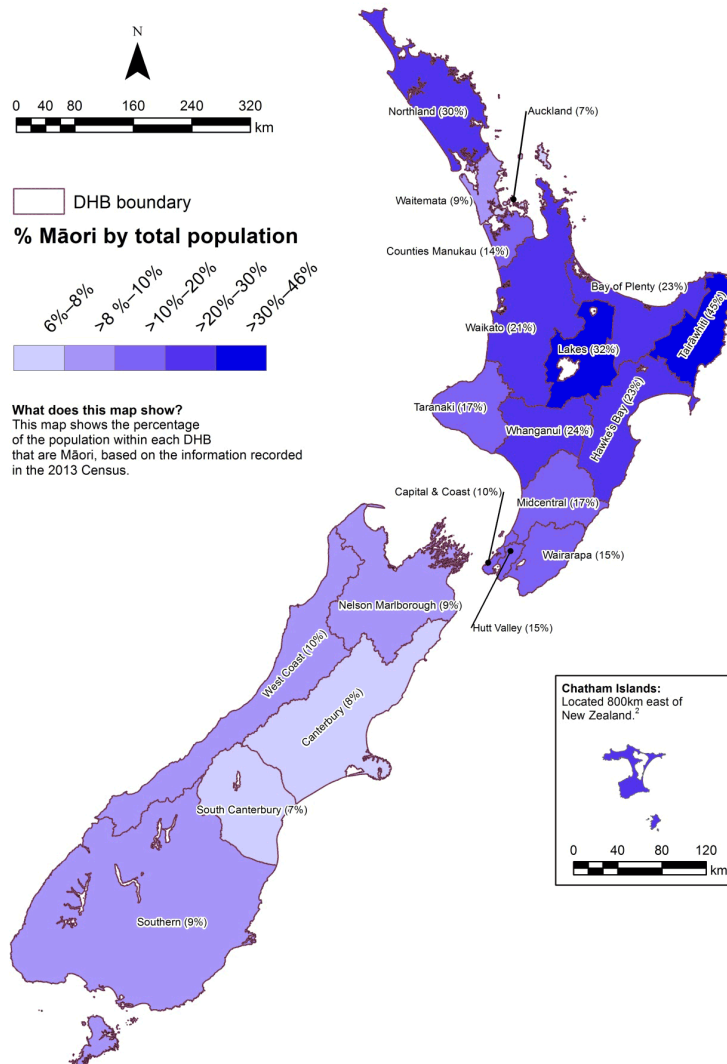 N
0 40 80 160 240 320
km
DHB boundary
% Māori by total population
6%–8%
>8 %–10%
>10%–20%
>20%–30%
>30%–46%
What does this map show?
This map shows the percentage
of the population within each DHB
that are Māori, based on the information recorded
in the 2013 Census.
Northland (30%)
Auckland (7%)
Waitemata (9%)
Counties Manukau (14%)
Bay of Plenty (23%)
Tairāwhiti (45%)
Waikato (21%)
Lakes (32%)
Taranaki (17%)
Hawke's Bay (23%)
Whanganui (24%)
Capital & Coast (10%)
Midcentral (17%)
Wairarapa (15%)
Nelson Marlborough (9%)
Hutt Valley (15%)
West Coast (10%)
Canterbury (8%)
South Canterbury (7%)
Southern (9%)
Chatham Islands:
Located 800km east of
New Zealand.²
0 40 80 120
km